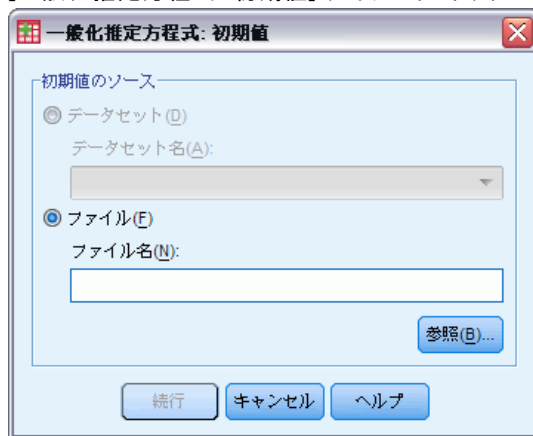 一般化推定方程式: 初期値
初期値のソース
データセット(D)
データセット名(A):
ファイル(F)
ファイル名(N):
参照(B)...
続行 キャンセル ヘルプ